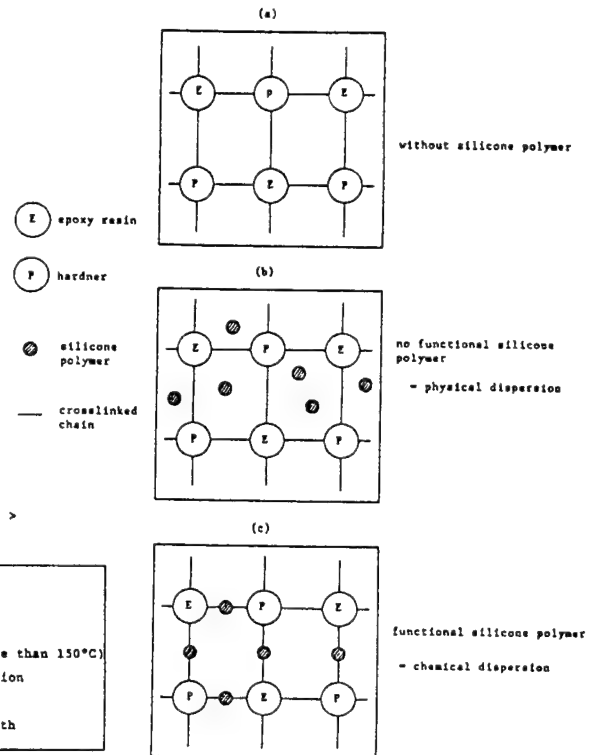 (a)
E
P
E
P
E
P
without silicone polymer
E epoxy resin
P hardner
silicone
polymer
crosslinked
chain
(b)
E
P
E
P
E
P
no functional silicone
polymer
- physical dispersion
>
e than 150°C)
ion
th
(c)
E
P
E
P
E
P
functional silicone polymer
- chemical dispersion